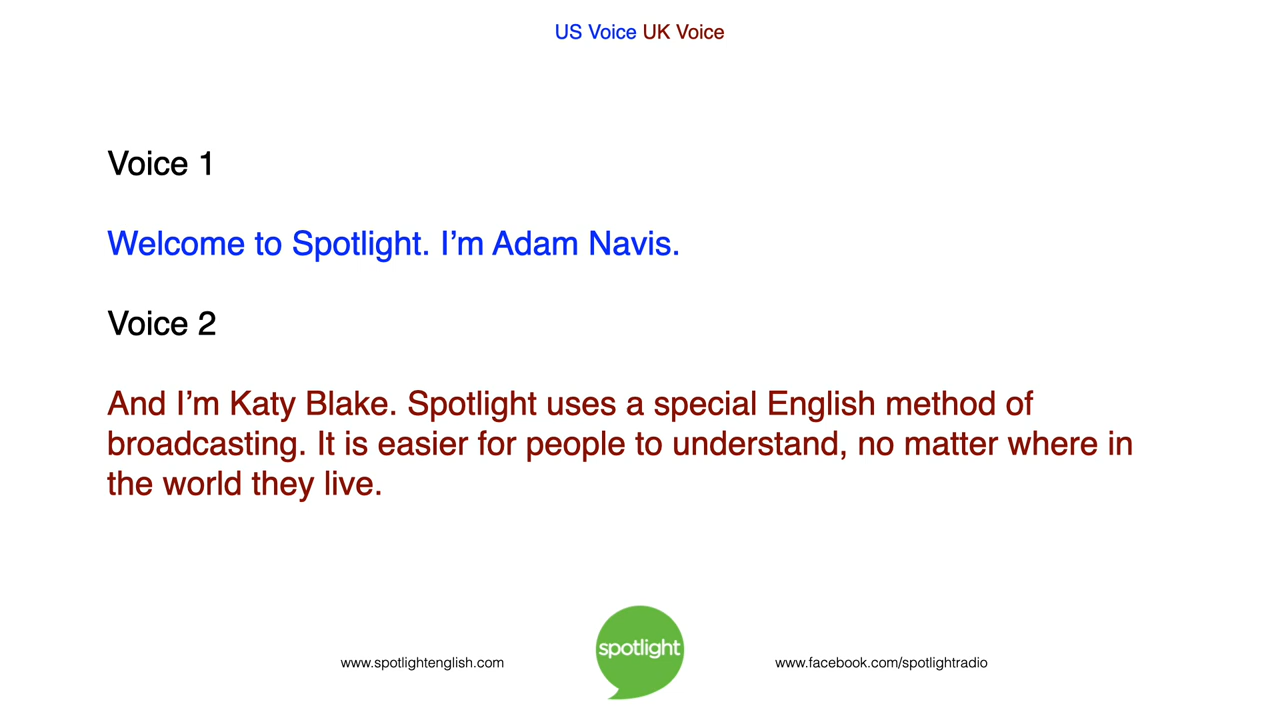 US Voice UK Voice
Voice 1
Welcome to Spotlight. I’m Adam Navis.
Voice 2
And I’m Katy Blake. Spotlight uses a special English method of
broadcasting. It is easier for people to understand, no matter where in
the world they live.
spotlight
www.spotlightenglish.com
www.facebook.com/spotlightradio